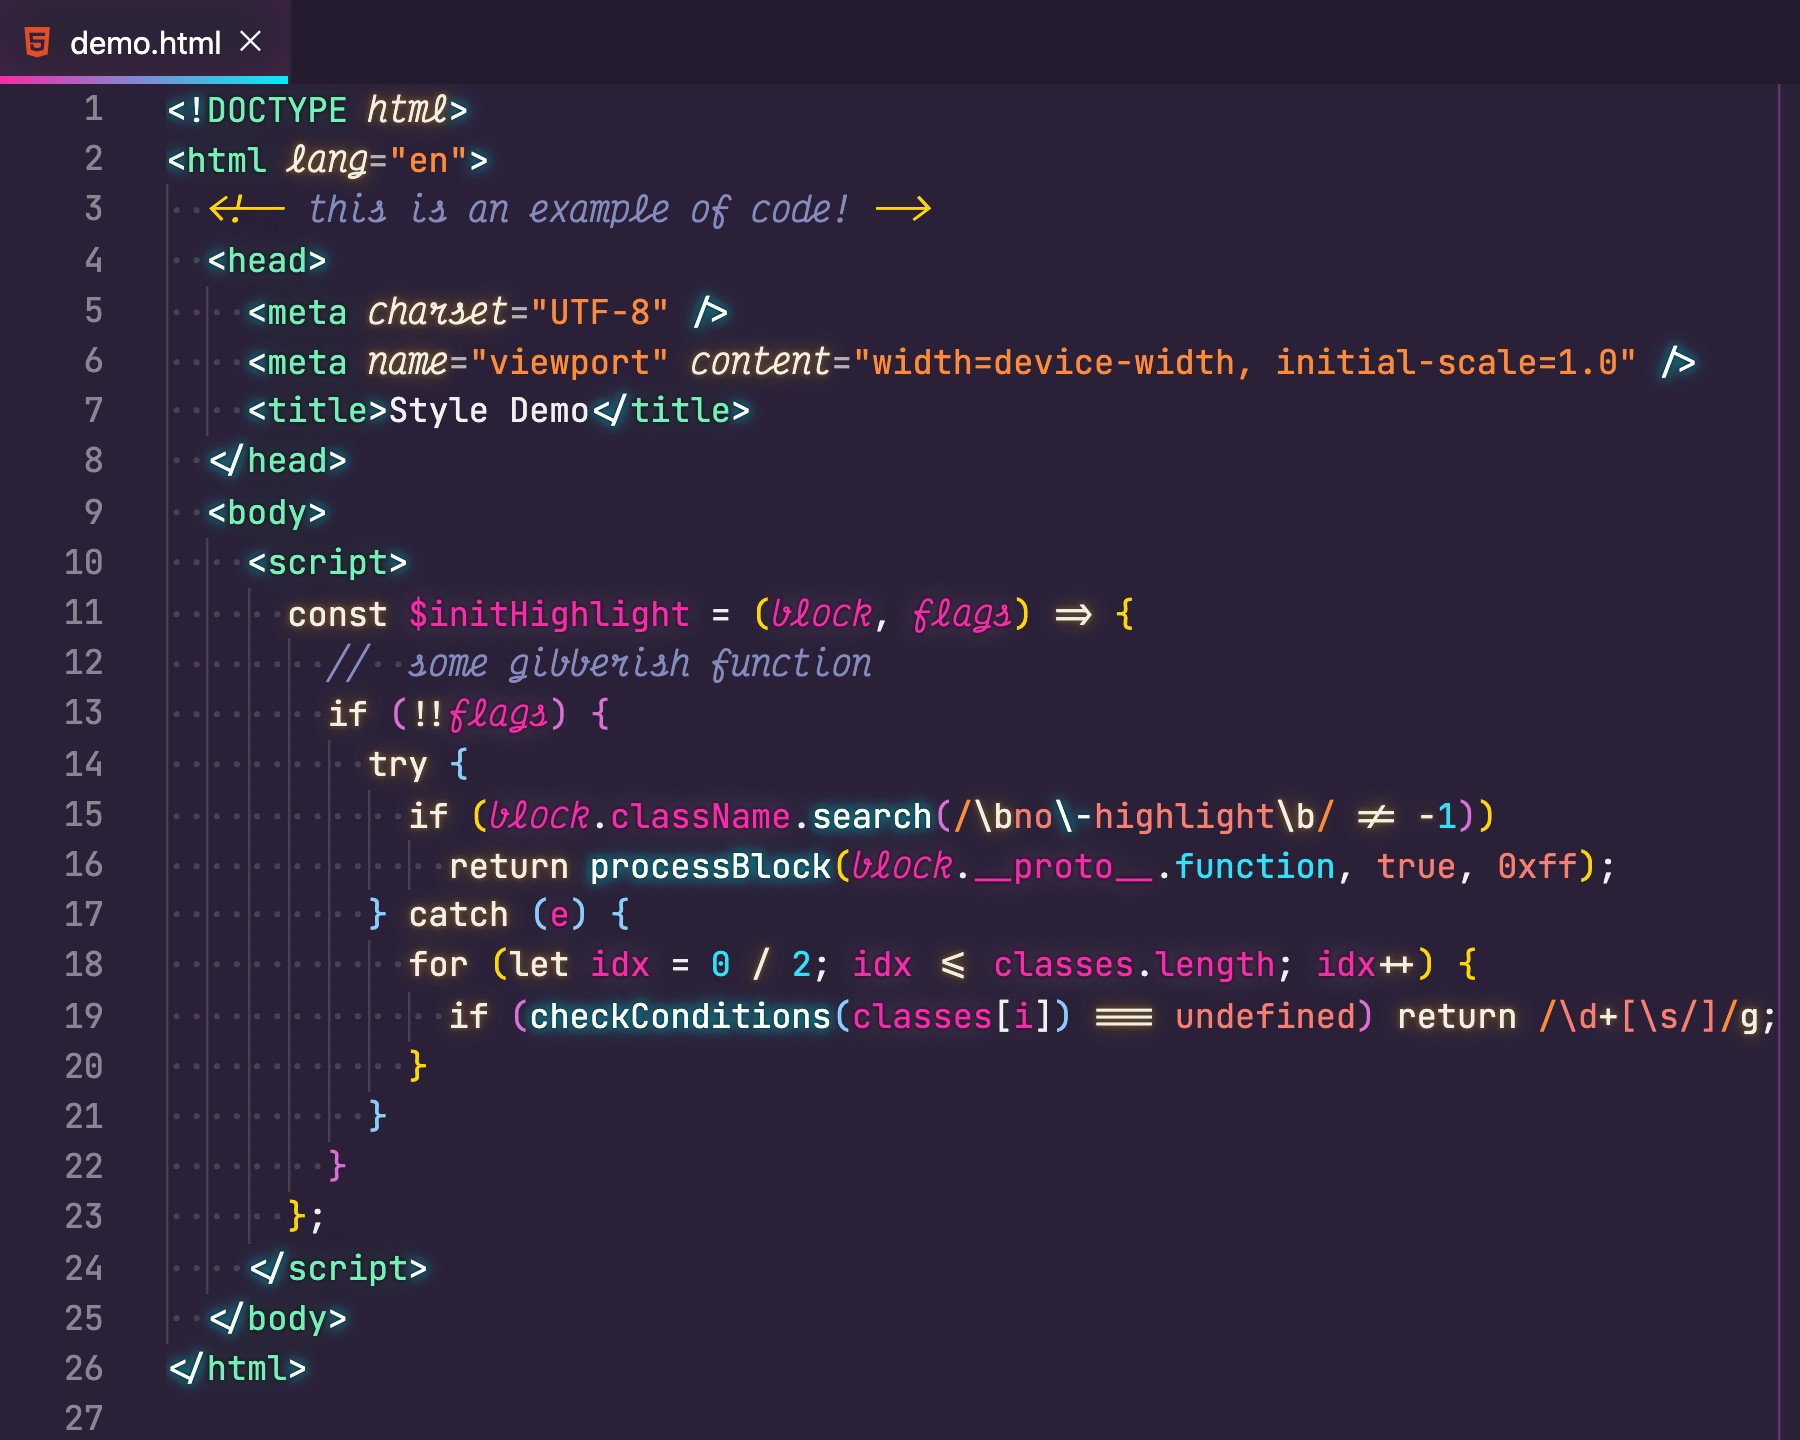 demo.html
1 <!DOCTYPE html>
2 <html lang="en">
3   <!-- this is an example of code! -->
4   <head>
5     <meta charset="UTF-8" />
6     <meta name="viewport" content="width=device-width, initial-scale=1.0" />
7     <title>Style Demo</title>
8   </head>
9   <body>
10     <script>
11       const $initHighlight = (block, flags) => {
12         //  some gibberish function
13         if (!!flags) {
14           try {
15             if (block.className.search(/\bno\-highlight\b/ != -1))
16               return processBlock(block.__proto__.function, true, 0xff);
17           } catch (e) {
18             for (let idx = 0 / 2; idx <= classes.length; idx++) {
19               if (checkConditions(classes[i]) === undefined) return /\d+[\s/]/g;
20             }
21           }
22         }
23       };
24     </script>
25   </body>
26 </html>
27